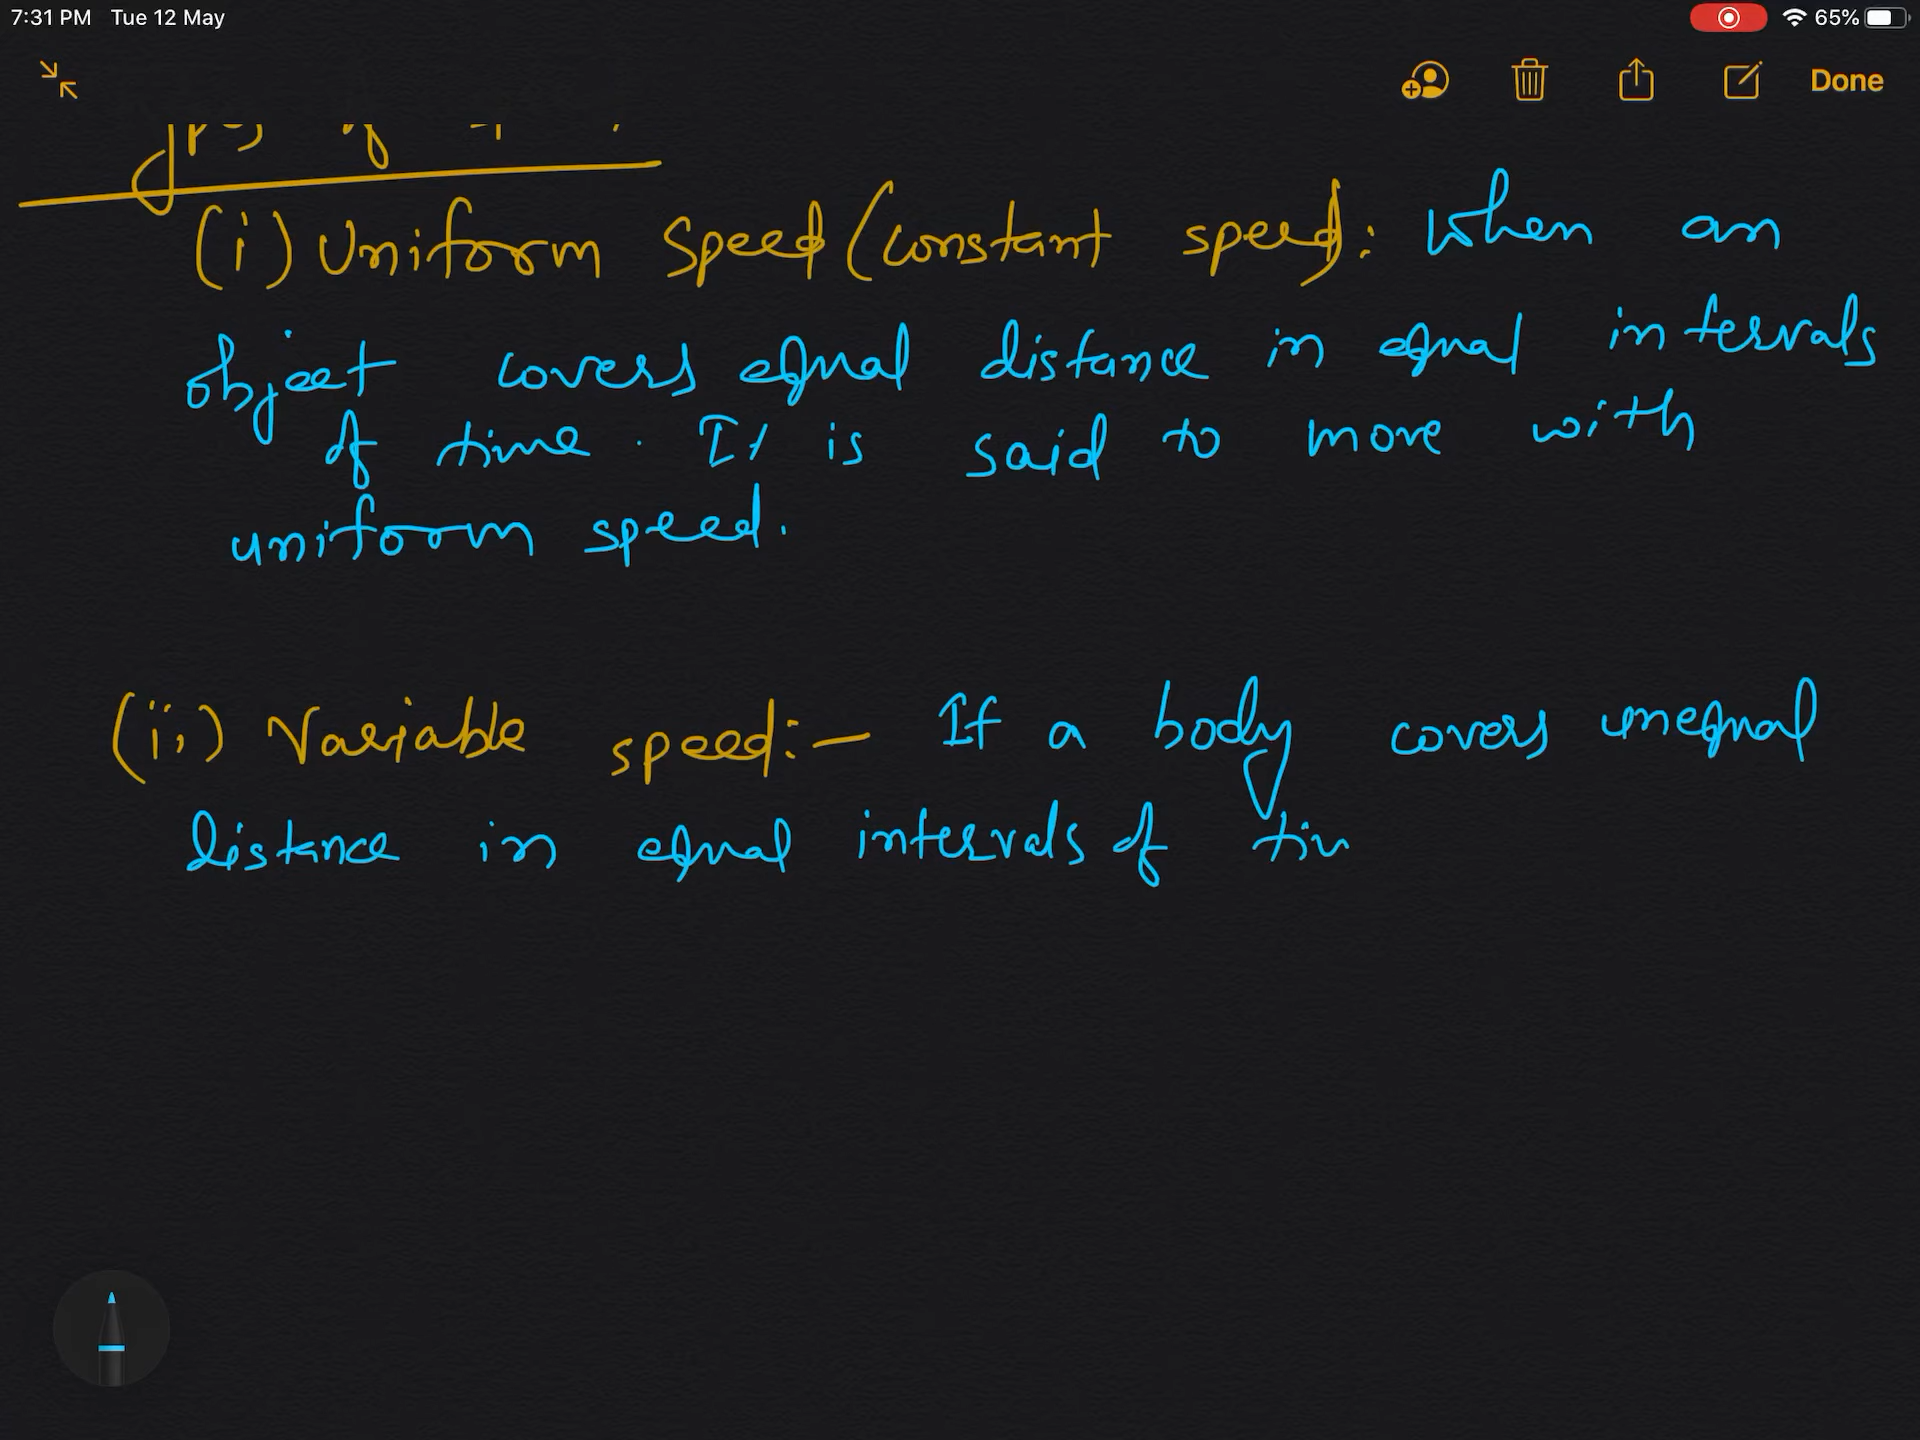 7:31 PM Tue 12 May 65%
Done
(i) Uniform Speed (constant speed): When an
object covers equal distance in equal intervals
of time. It is said to move with
uniform speed.
(ii) Variable speed:- If a body covers unequal
distance in equal intervals of